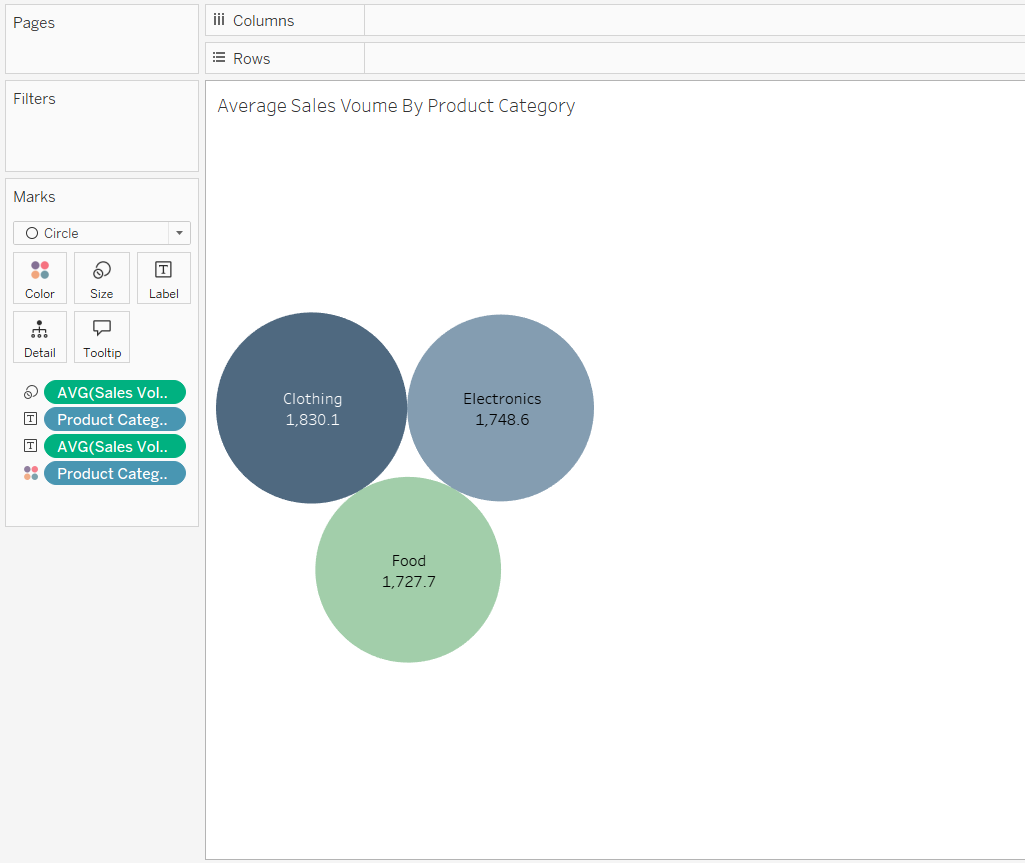 Pages
Columns
Rows
Filters
Marks
Circle
Color
Size
Label
Detail
Tooltip
AVG(Sales Vol..
Product Categ..
AVG(Sales Vol..
Product Categ..
Average Sales Voume By Product Category
Clothing
1,830.1
Electronics
1,748.6
Food
1,727.7